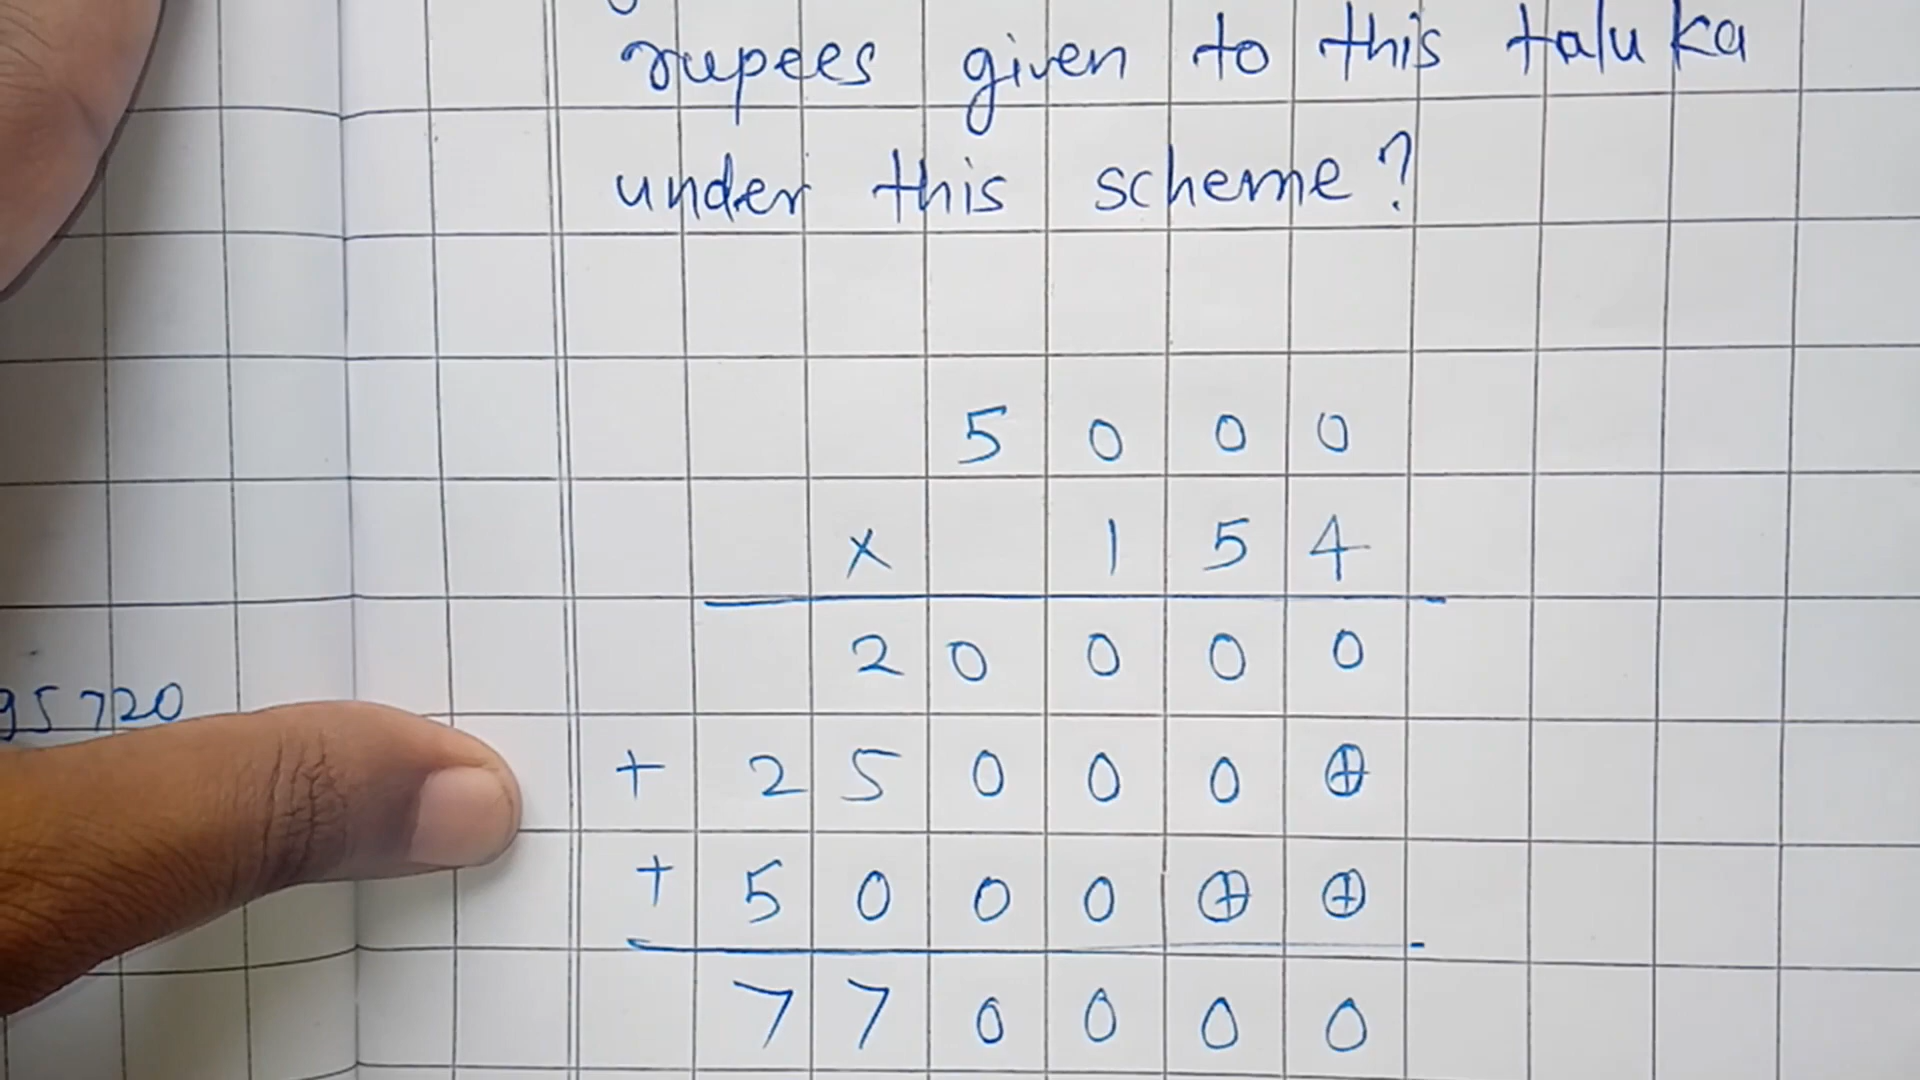 rupees given to this taluka
under this scheme?
5 0 0 0
x 1 5 4
2 0 0 0 0
95720
+ 2 5 0 0 0 ⊕
+ 5 0 0 0 ⊕ ⊕
7 7 0 0 0 0